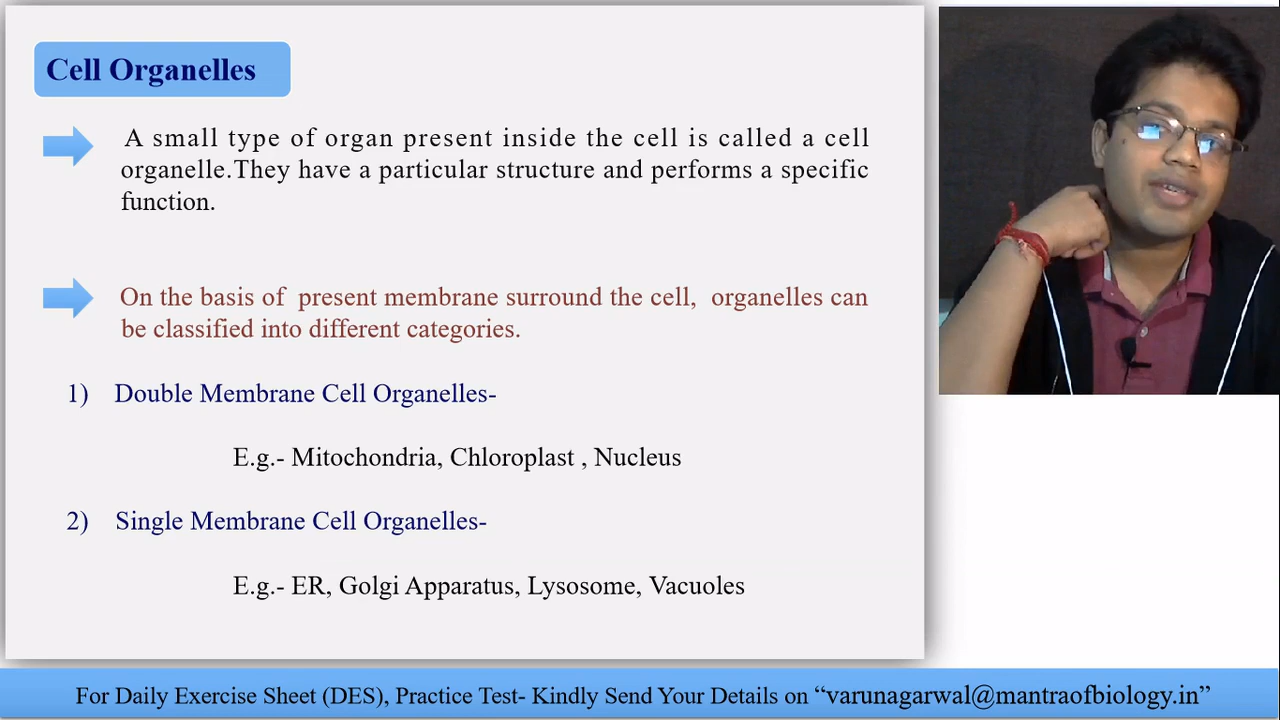 Cell Organelles
A small type of organ present inside the cell is called a cell
organelle.They have a particular structure and performs a specific
function.
On the basis of present membrane surround the cell, organelles can
be classified into different categories.
1) Double Membrane Cell Organelles-
E.g.- Mitochondria, Chloroplast , Nucleus
2) Single Membrane Cell Organelles-
E.g.- ER, Golgi Apparatus, Lysosome, Vacuoles
For Daily Exercise Sheet (DES), Practice Test- Kindly Send Your Details on “varunagarwal@mantraofbiology.in”